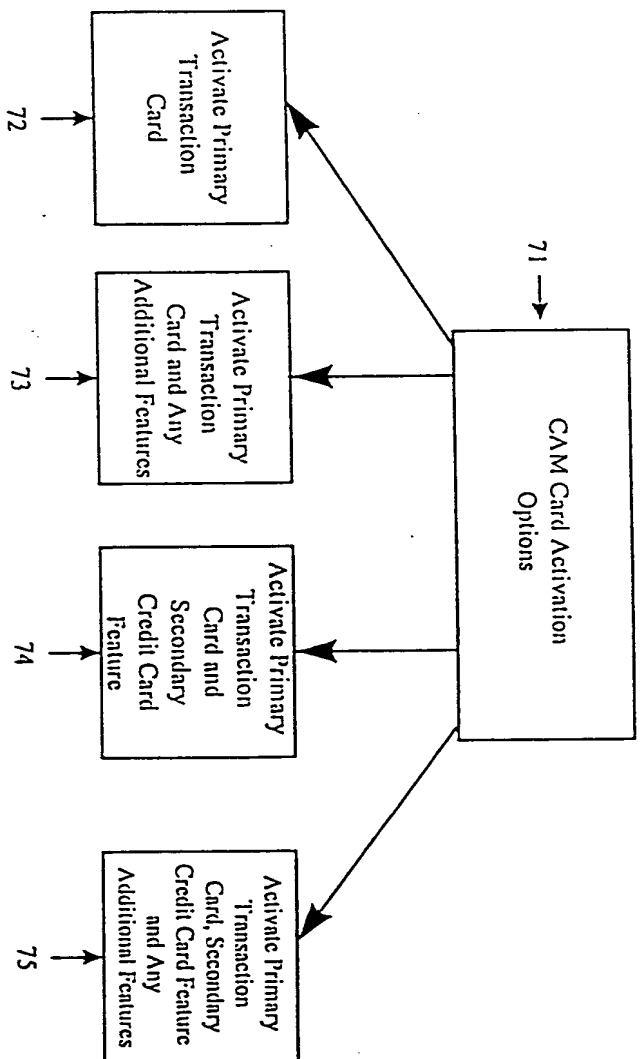 71
CAM Card Activation
Options
Activate Primary
Transaction
Card
72
Activate Primary
Transaction
Card and Any
Additional Features
73
Activate Primary
Transaction
Card and
Secondary
Credit Card
Feature
74
Activate Primary
Transaction
Card, Secondary
Credit Card Feature
and Any
Additional Features
75